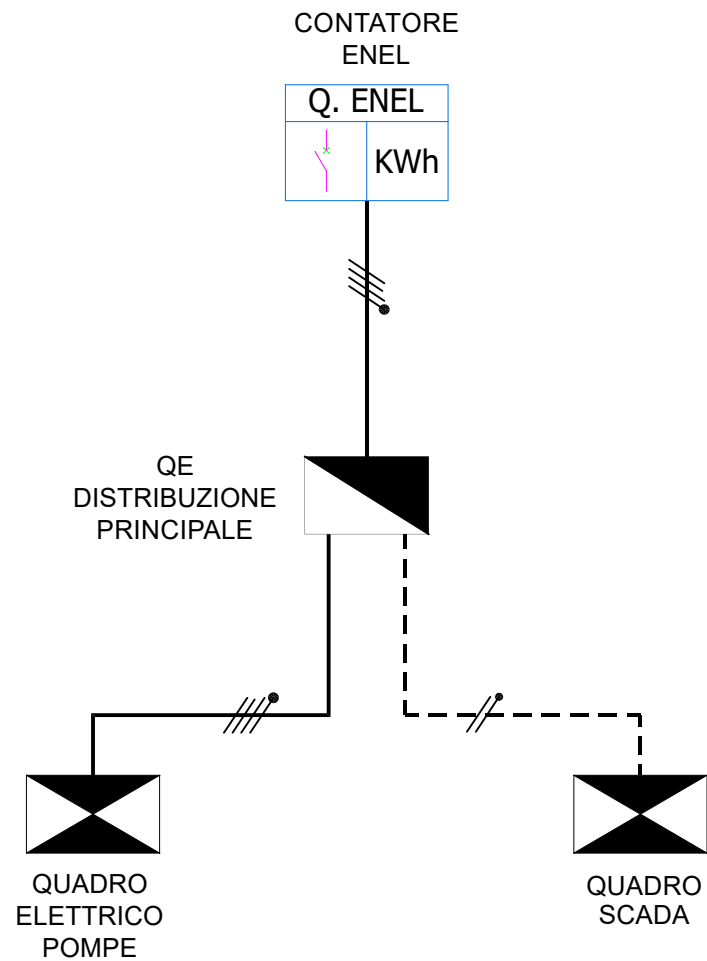 CONTATORE
ENEL
Q. ENEL
KWh
QE
DISTRIBUZIONE
PRINCIPALE
QUADRO
ELETTRICO
POMPE
QUADRO
SCADA